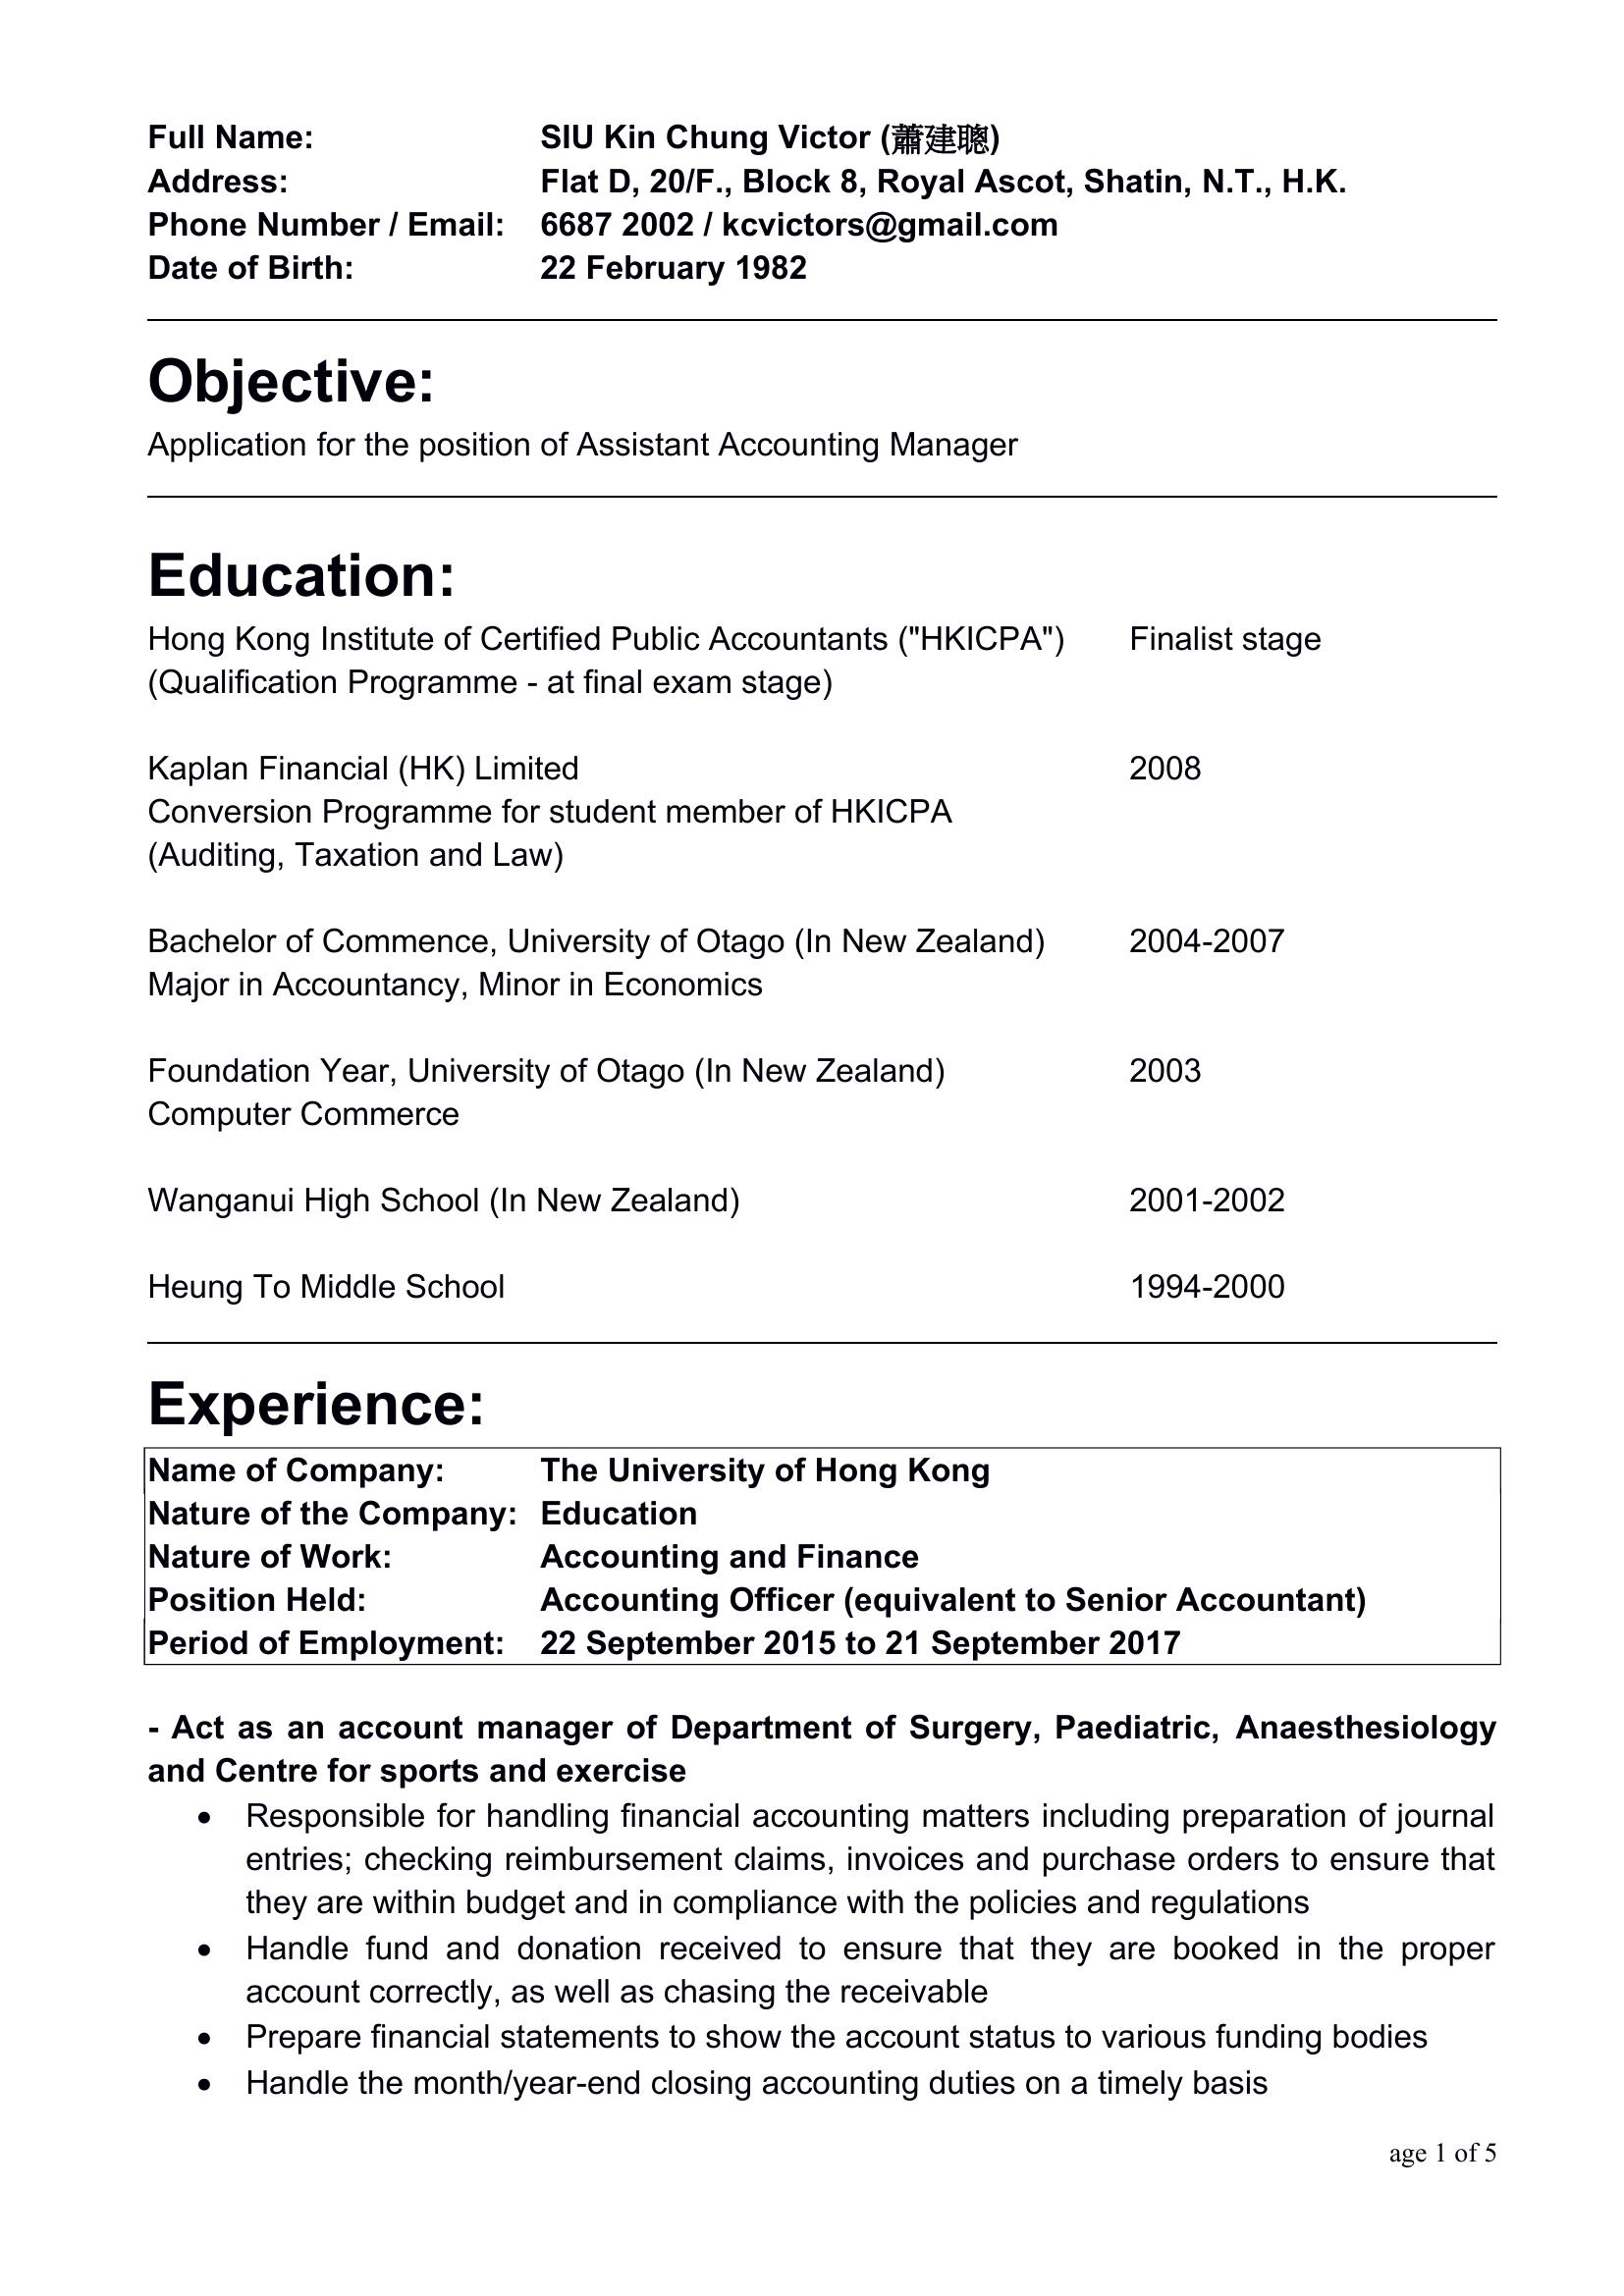 Full Name: SIU Kin Chung Victor (蕭建聰)
Address: Flat D, 20/F., Block 8, Royal Ascot, Shatin, N.T., H.K.
Phone Number / Email: 6687 2002 / kcvictors@gmail.com
Date of Birth: 22 February 1982
Objective:
Application for the position of Assistant Accounting Manager
Education:
Hong Kong Institute of Certified Public Accountants ("HKICPA") Finalist stage
(Qualification Programme - at final exam stage)
Kaplan Financial (HK) Limited 2008
Conversion Programme for student member of HKICPA
(Auditing, Taxation and Law)
Bachelor of Commence, University of Otago (In New Zealand) 2004-2007
Major in Accountancy, Minor in Economics
Foundation Year, University of Otago (In New Zealand) 2003
Computer Commerce
Wanganui High School (In New Zealand) 2001-2002
Heung To Middle School 1994-2000
Experience:
Name of Company: The University of Hong Kong
Nature of the Company: Education
Nature of Work: Accounting and Finance
Position Held: Accounting Officer (equivalent to Senior Accountant)
Period of Employment: 22 September 2015 to 21 September 2017
- Act as an account manager of Department of Surgery, Paediatric, Anaesthesiology
and Centre for sports and exercise
• Responsible for handling financial accounting matters including preparation of journal
entries; checking reimbursement claims, invoices and purchase orders to ensure that
they are within budget and in compliance with the policies and regulations
• Handle fund and donation received to ensure that they are booked in the proper
account correctly, as well as chasing the receivable
• Prepare financial statements to show the account status to various funding bodies
• Handle the month/year-end closing accounting duties on a timely basis
age 1 of 5